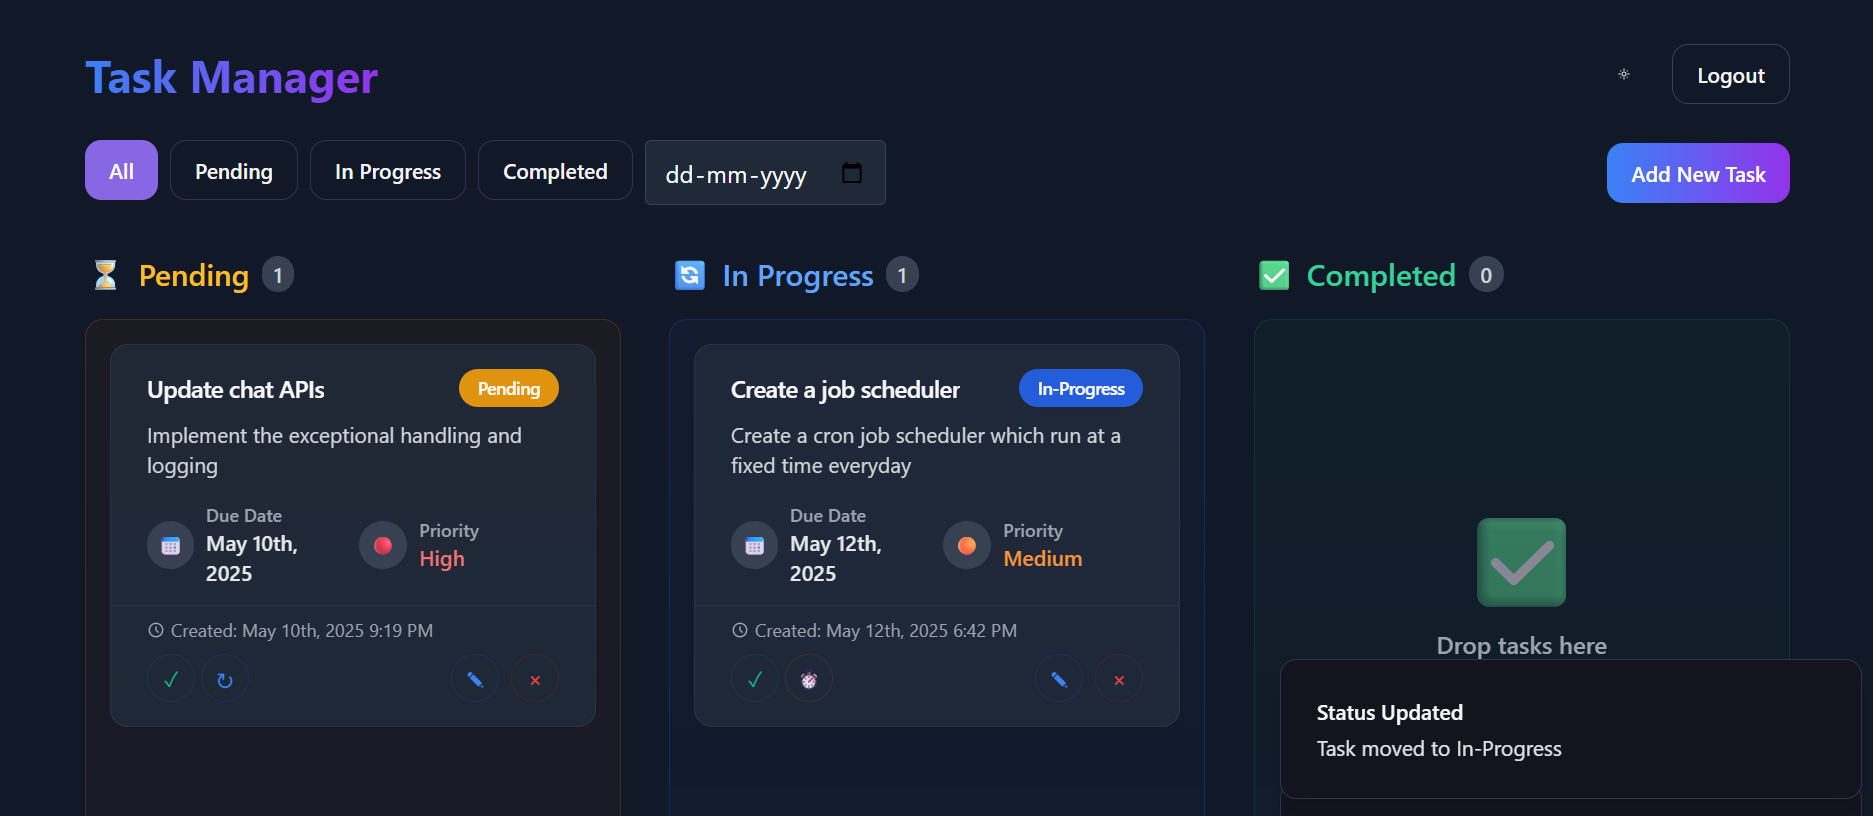 Task Manager
Logout
All
Pending
In Progress
Completed
dd-mm-yyyy
Add New Task
Pending 1
In Progress 1
Completed 0
Update chat APIs
Pending
Implement the exceptional handling and
logging
Due Date
May 10th,
2025
Priority
High
Created: May 10th, 2025 9:19 PM
Create a job scheduler
In-Progress
Create a cron job scheduler which run at a
fixed time everyday
Due Date
May 12th,
2025
Priority
Medium
Created: May 12th, 2025 6:42 PM
Drop tasks here
Status Updated
Task moved to In-Progress